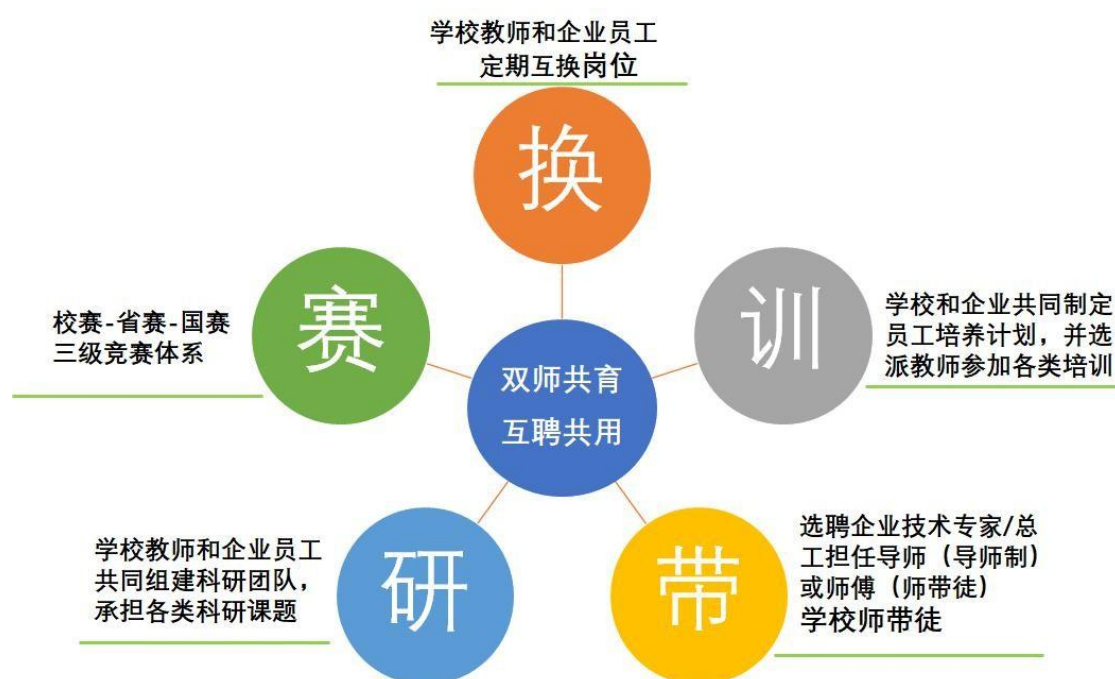 学校教师和企业员工
定期互换岗位
换
赛
校赛-省赛-国赛
三级竞赛体系
训
学校和企业共同制定
员工培养计划，并选
派教师参加各类培训
双师共育
互聘共用
研
学校教师和企业员工
共同组建科研团队，
承担各类科研课题
带
选聘企业技术专家/总
工担任导师（导师制）
或师傅（师带徒）
学校师带徒